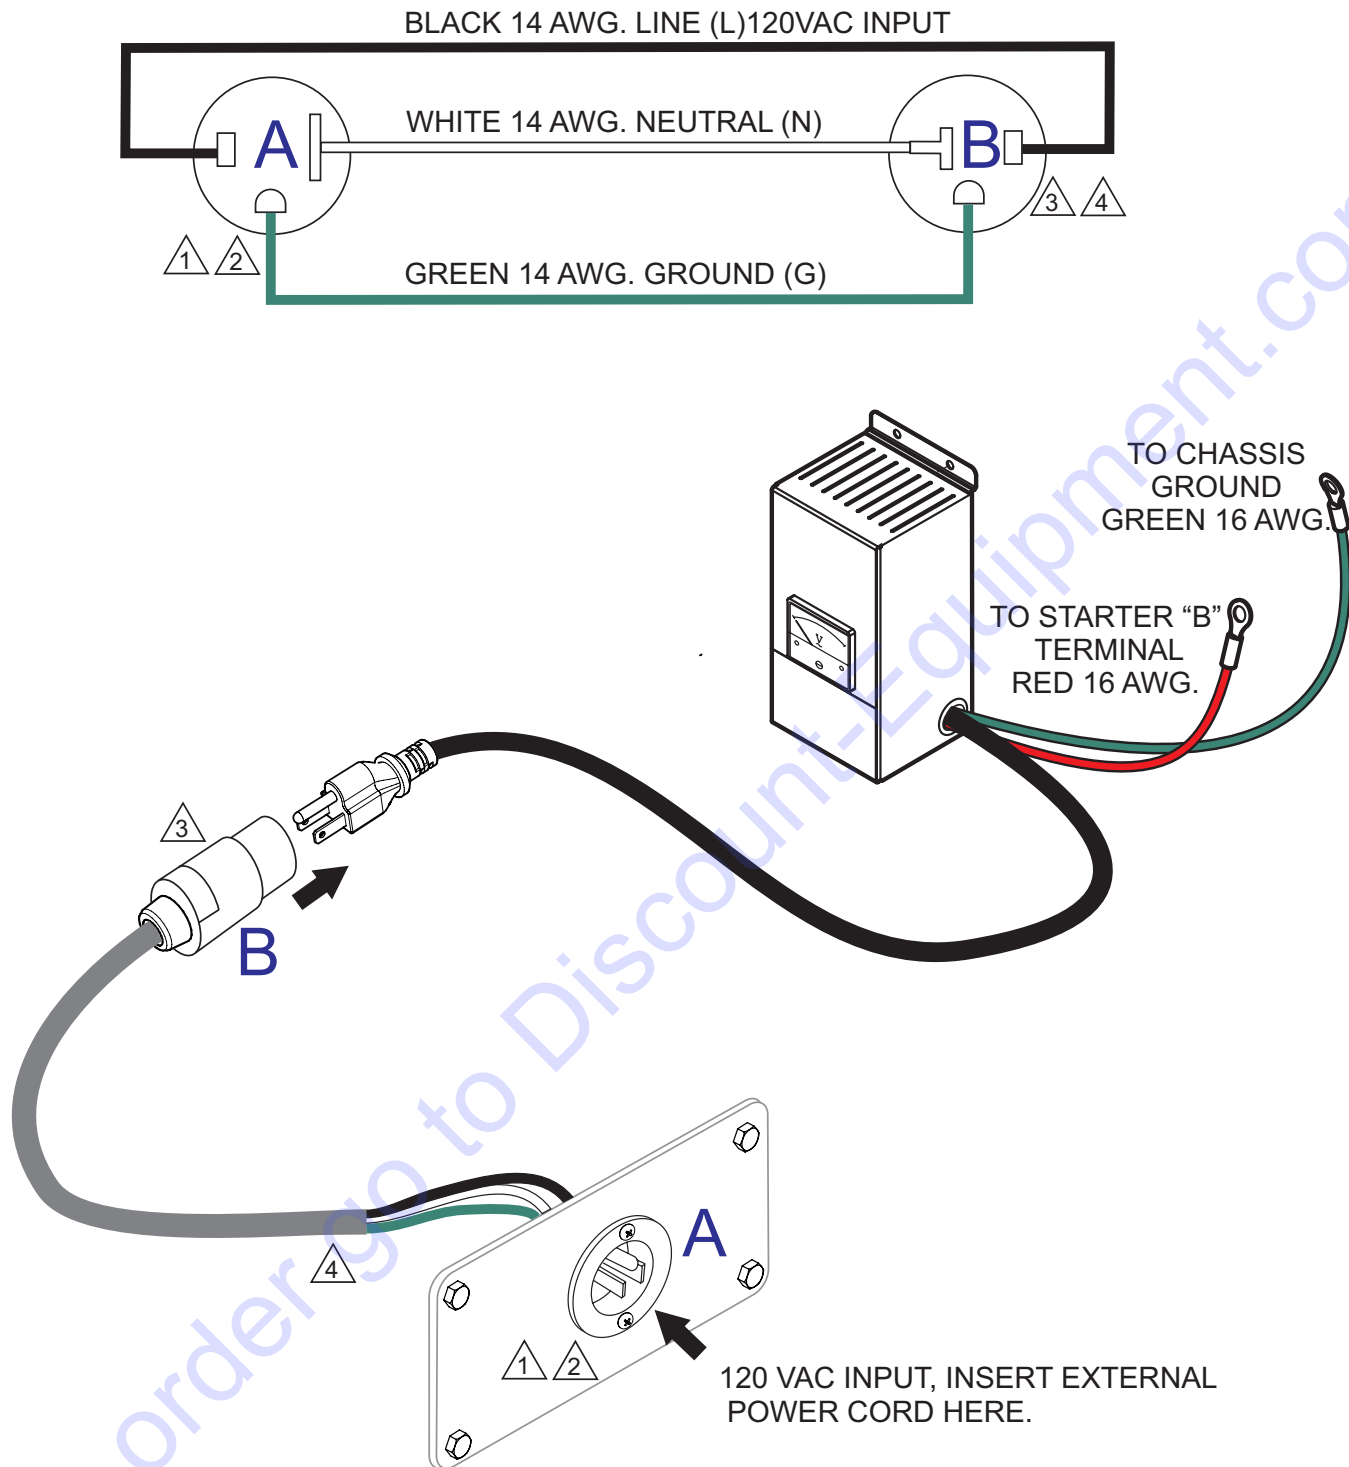 BLACK 14 AWG. LINE (L)120VAC INPUT
A
WHITE 14 AWG. NEUTRAL (N)
B
3 4
1 2
GREEN 14 AWG. GROUND (G)
TO CHASSIS
GROUND
GREEN 16 AWG.
TO STARTER “B”
TERMINAL
RED 16 AWG.
V
3
B
A
4
1 2
120 VAC INPUT, INSERT EXTERNAL
POWER CORD HERE.
order go to Discount-Equipment.com